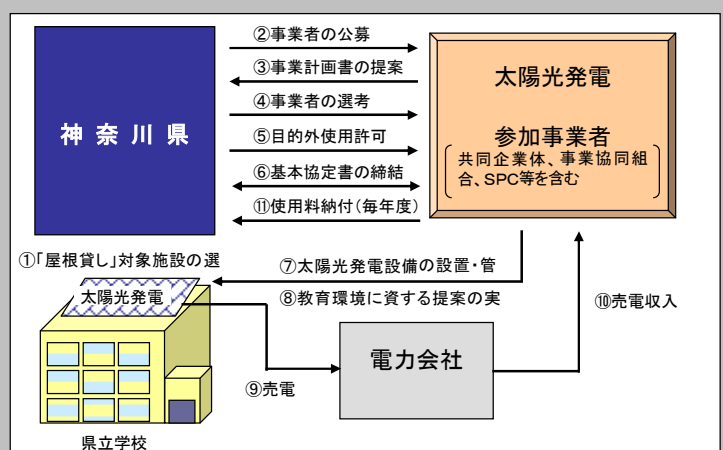 神奈川県
②事業者の公募
③事業計画書の提案
④事業者の選考
⑤目的外使用許可
⑥基本協定書の締結
⑪使用料納付（毎年度）
太陽光発電
参加事業者
共同企業体、事業協同組
合、SPC等を含む
①「屋根貸し」対象施設の選
⑦太陽光発電設備の設置・管
⑧教育環境に資する提案の実
太陽光発電
⑩売電収入
電力会社
⑨売電
県立学校